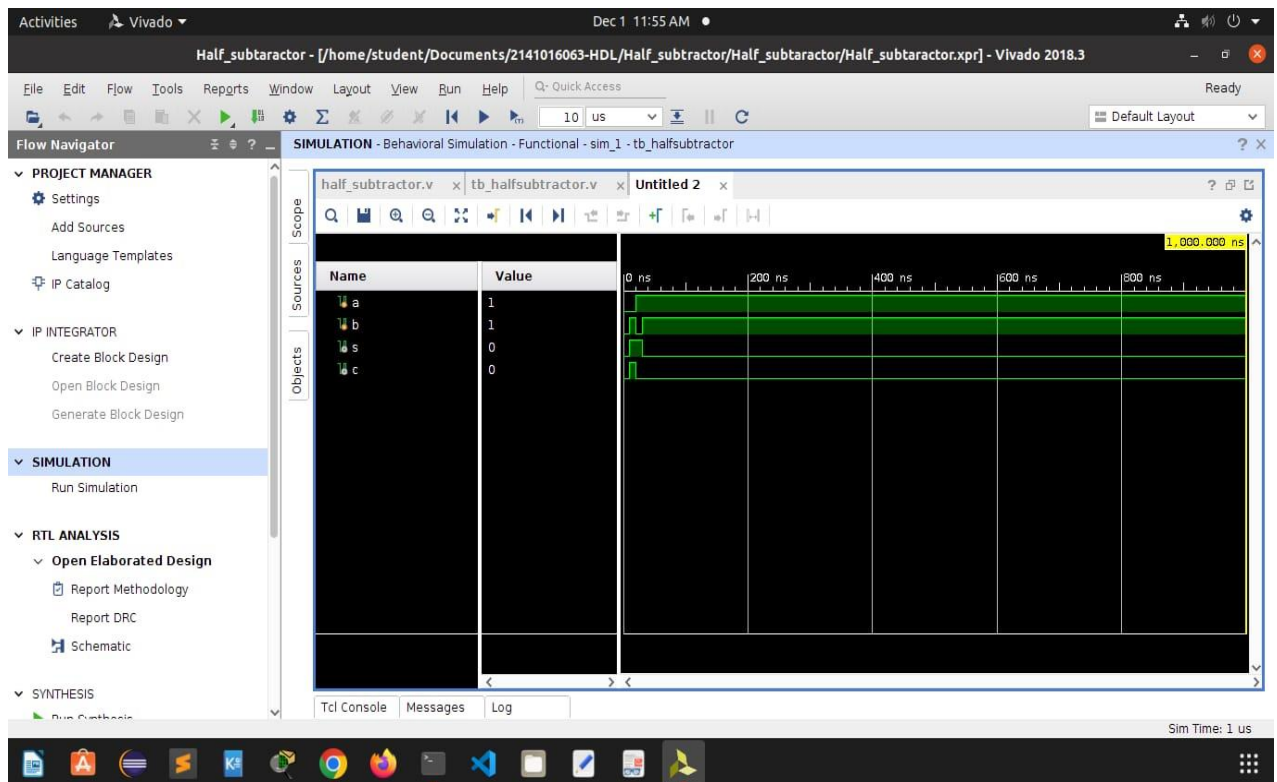 Activities Vivado Dec 1 11:55 AM
Half_subtaractor - [/home/student/Documents/2141016063-HDL/Half_subtractor/Half_subtaractor/Half_subtaractor.xpr] - Vivado 2018.3
File Edit Flow Tools Reports Window Layout View Run Help Q- Quick Access Ready
10 us Default Layout
Flow Navigator SIMULATION - Behavioral Simulation - Functional - sim_1 - tb_halfsubtractor
PROJECT MANAGER
Settings
Add Sources
Language Templates
IP Catalog
IP INTEGRATOR
Create Block Design
Open Block Design
Generate Block Design
SIMULATION
Run Simulation
RTL ANALYSIS
Open Elaborated Design
Report Methodology
Report DRC
Schematic
SYNTHESIS
Run Synthesis
Scope
Sources
Objects
half_subtractor.v x tb_halfsubtractor.v x Untitled 2 x
1,000.000 ns
Name Value 0 ns 200 ns 400 ns 600 ns 800 ns
a 1
b 1
s 0
c 0
Tcl Console Messages Log
Sim Time: 1 us